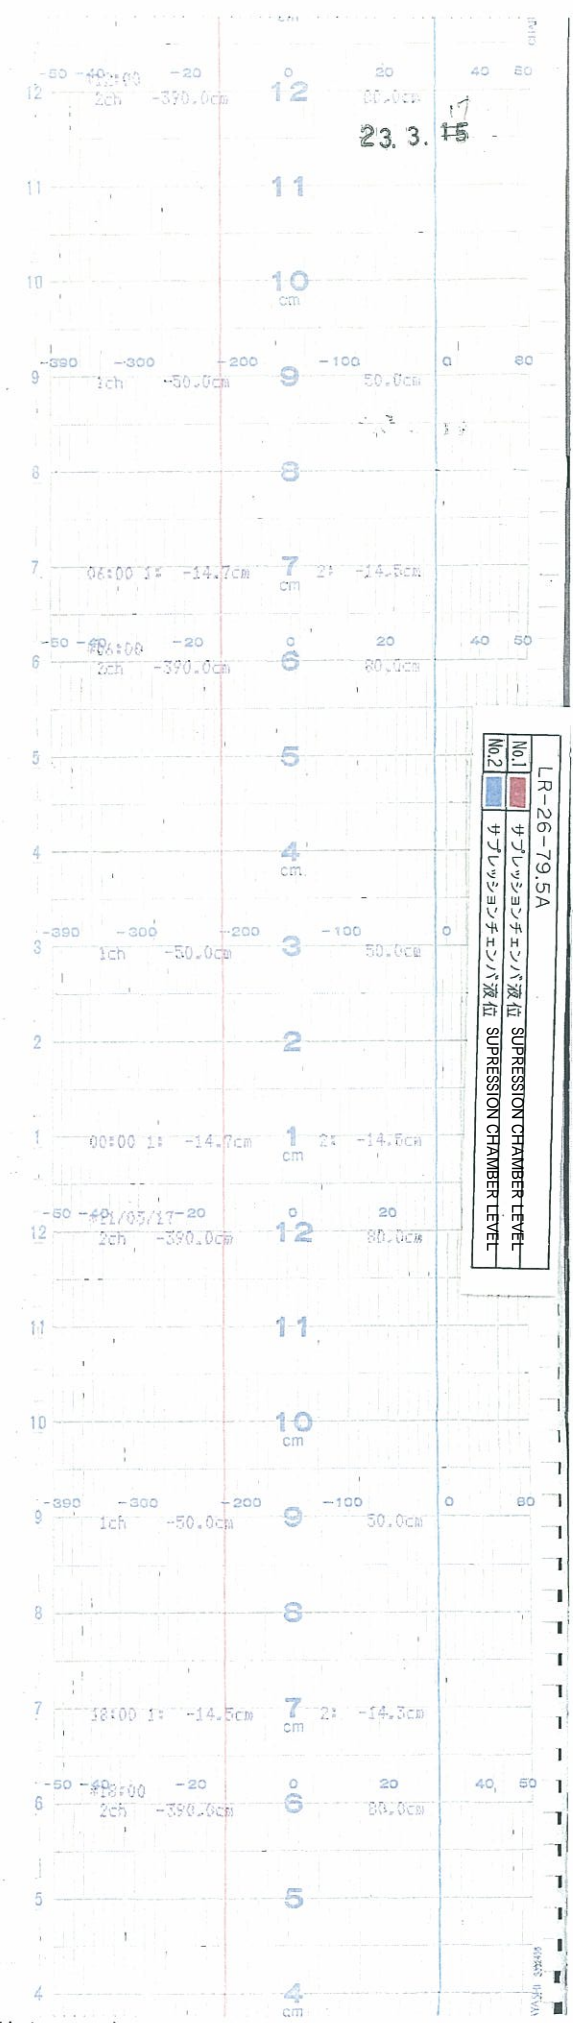 -50 -40 -20 0 20 40 80
*12:00
12 12
2ch -390.0cm 80.0cm
17
23. 3. 15
11 11
10 10
cm
-390 -300 -200 -100 0 80
9 9
1ch -50.0cm 50.0cm
8 8
7 7
06:00 1: -14.7cm 2: -14.5cm
cm
-50 -40 -20 0 20 40 50
*06:00
6 6
2ch -390.0cm 80.0cm
5 5
4 4
cm
-390 -300 -200 -100 0
3 3
1ch -50.0cm 50.0cm
2 2
1 1
00:00 1: -14.7cm 2: -14.5cm
cm
-50 -40 -20 0 20
*11/03/17
12 12
2ch -390.0cm 80.0cm
11 11
10 10
cm
-390 -300 -200 -100 0 80
9 9
1ch -50.0cm 50.0cm
8 8
7 7
18:00 1: -14.5cm 2: -14.3cm
cm
-50 -40 -20 0 20 40 50
*18:00
6 6
2ch -390.0cm 80.0cm
5 5
4 4
cm
LR-26-79.5A
No.1 サプレッションチェンバ液位 SUPRESSION CHAMBER LEVEL
No.2 サプレッションチェンバ液位 SUPRESSION CHAMBER LEVEL